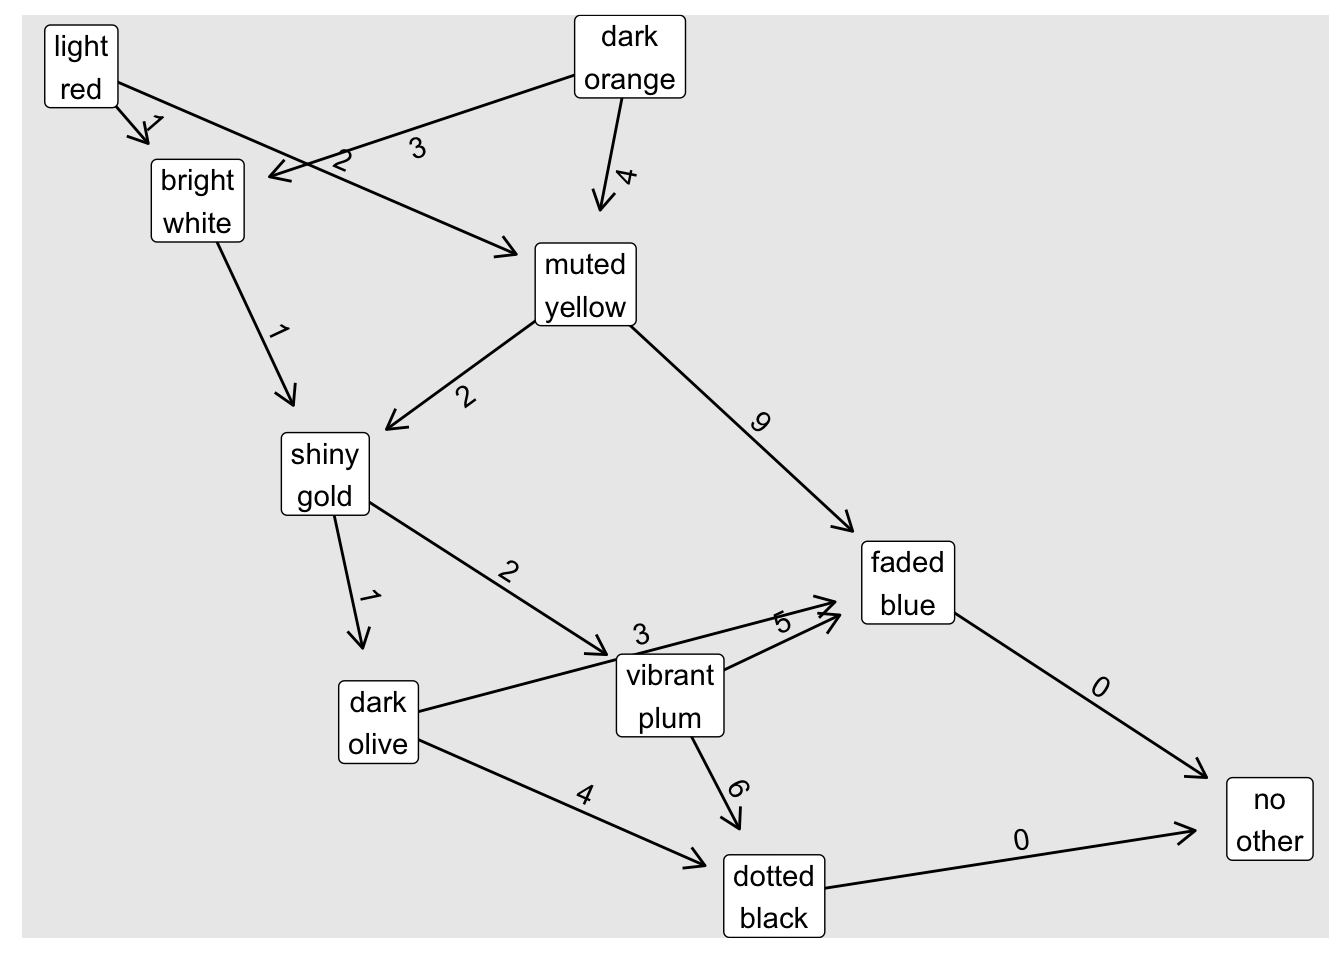 light
red
dark
orange
1
2
3
4
bright
white
muted
yellow
1
2
9
shiny
gold
1
2
faded
blue
3
5
0
dark
olive
vibrant
plum
4
6
0
no
other
dotted
black